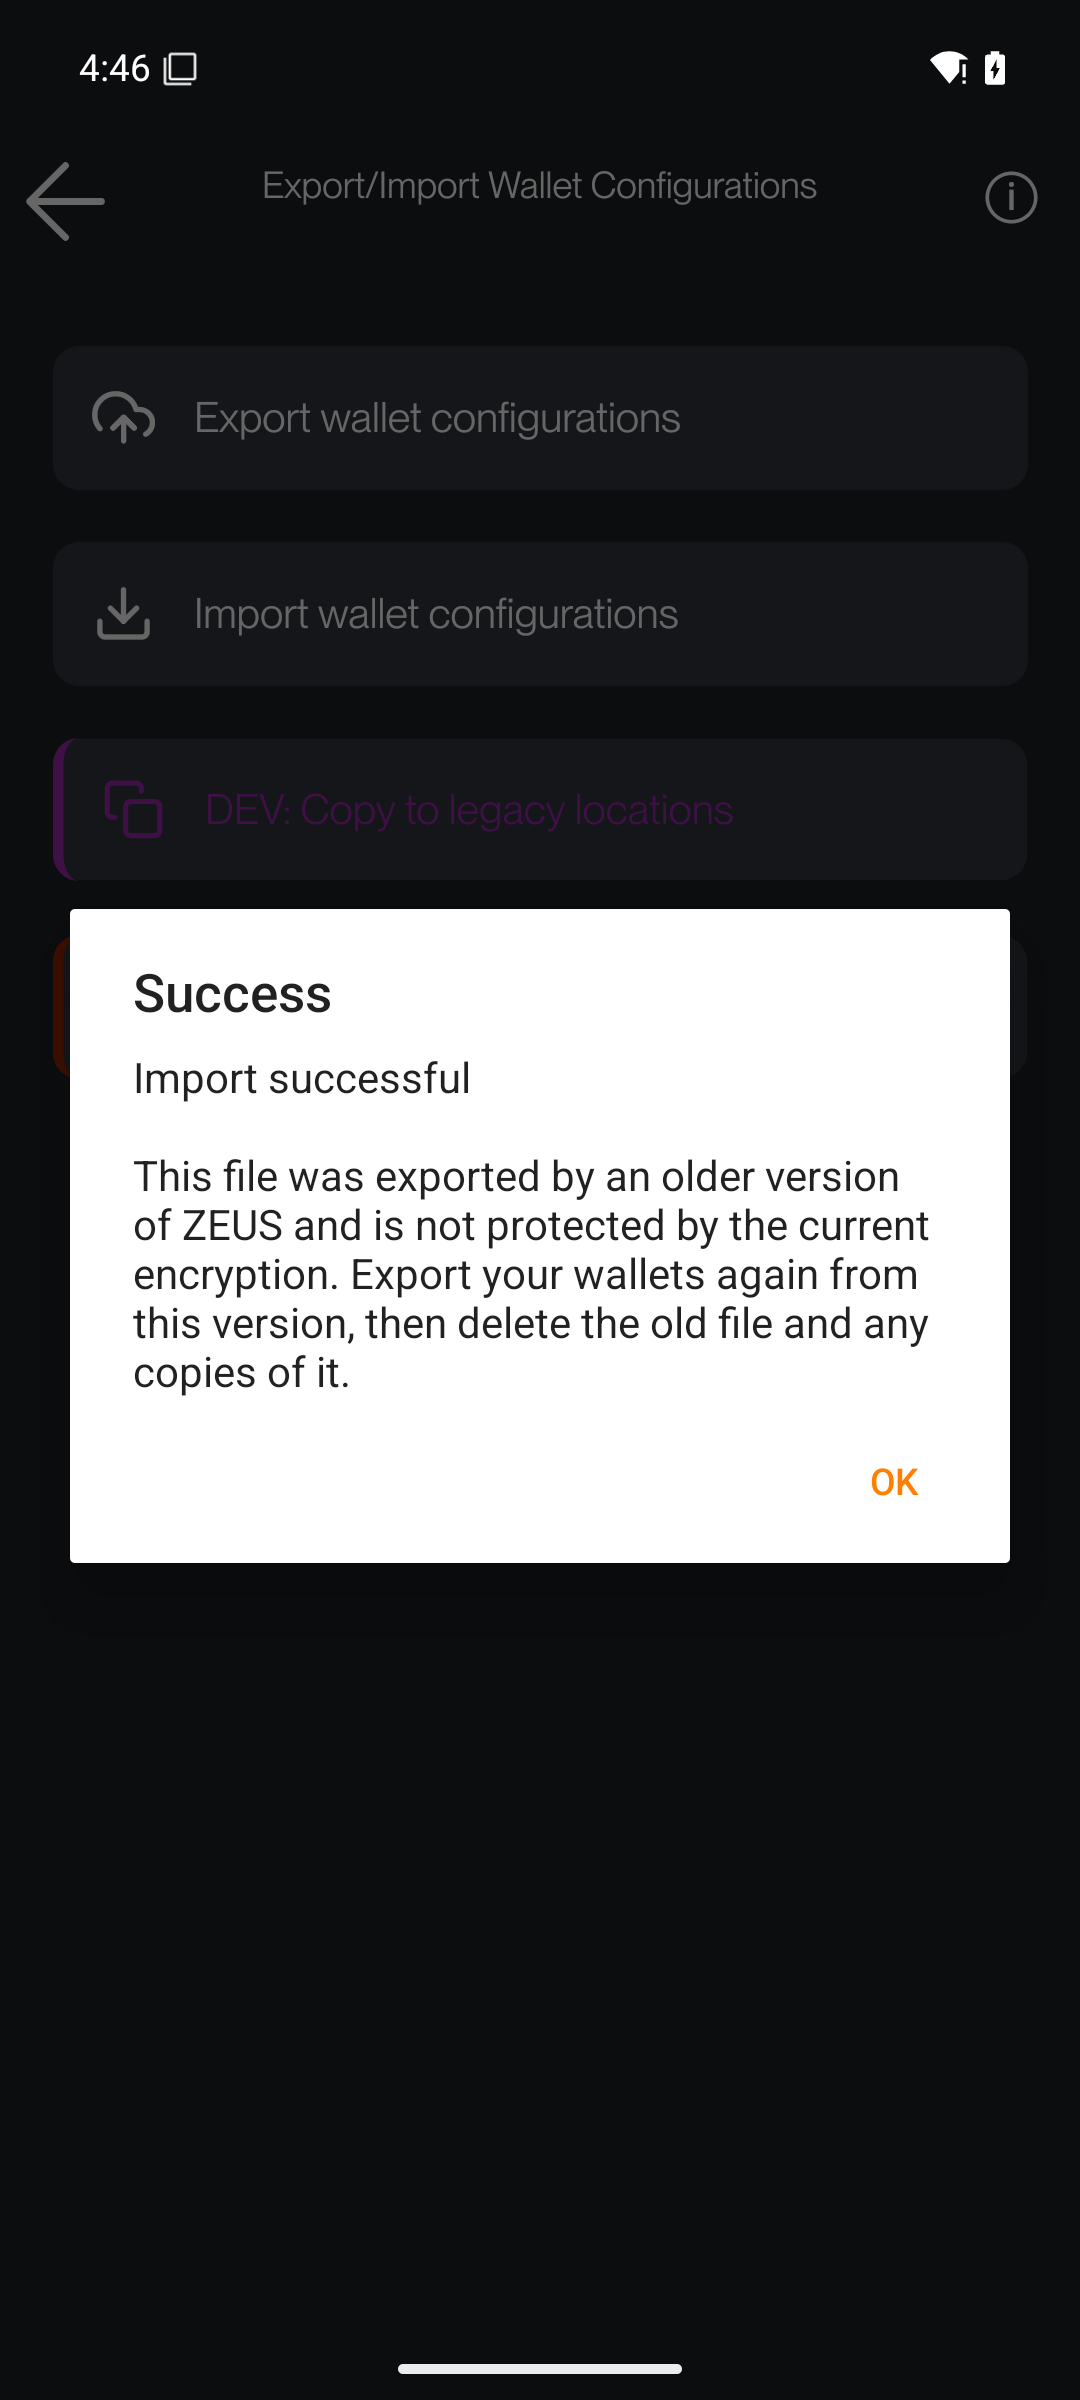 4:46
Export/Import Wallet Configurations
Export wallet configurations
Import wallet configurations
DEV: Copy to legacy locations
Success
Import successful
This file was exported by an older version
of ZEUS and is not protected by the current
encryption. Export your wallets again from
this version, then delete the old file and any
copies of it.
OK